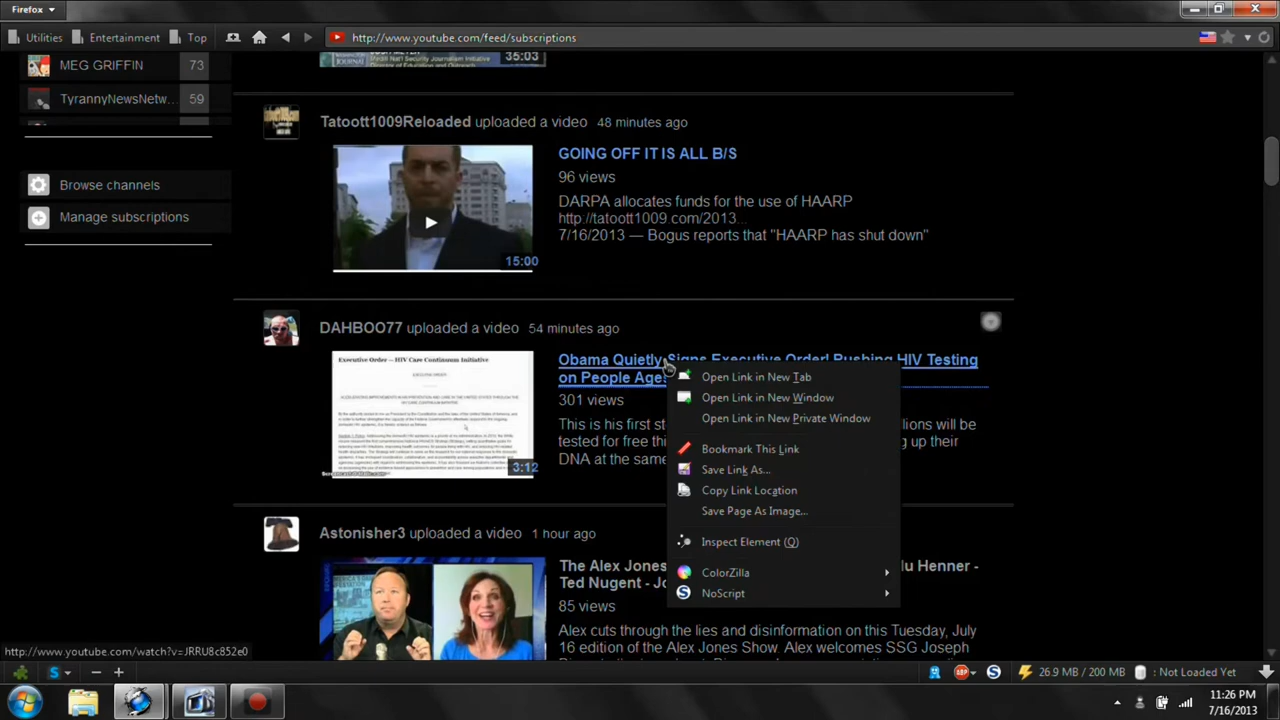 Firefox
Utilities
Entertainment
Top
http://www.youtube.com/feed/subscriptions
35:03
MEG GRIFFIN 3
TyrannyNewsNetw... 59
Browse channels
Manage subscriptions
Tatoott1009Reloaded uploaded a video 48 minutes ago
GOING OFF IT IS ALL B/S
96 views
DARPA allocates funds for the use of HAARP
http://tatoott1009.com/2013...
7/16/2013 — Bogus reports that "HAARP has shut down"
15:00
DAHBOO77 uploaded a video 54 minutes ago
Executive Order -- HIV Care Continuum Initiative
EXECUTIVE ORDER
3:12
Obama Quietly Signs Executive Order! Pushing HIV Testing
on People Ages
301 views
This is his first
tested for free
DNA at the same
will be
their
Open Link in New Tab
Open Link in New Window
Open Link in New Private Window
Bookmark This Link
Save Link As...
Copy Link Location
Save Page As Image...
Inspect Element (Q)
ColorZilla
NoScript
Astonisher3 uploaded a video 1 hour ago
The Alex Jones
Henner -
Ted Nugent -
85 views
Alex cuts through the lies and disinformation on this Tuesday, July
16 edition of the Alex Jones Show. Alex welcomes SSG Joseph
http://www.youtube.com/watch?v=JRRU8c852e0
26.9 MB / 200 MB
: Not Loaded Yet
11:26 PM
7/16/2013